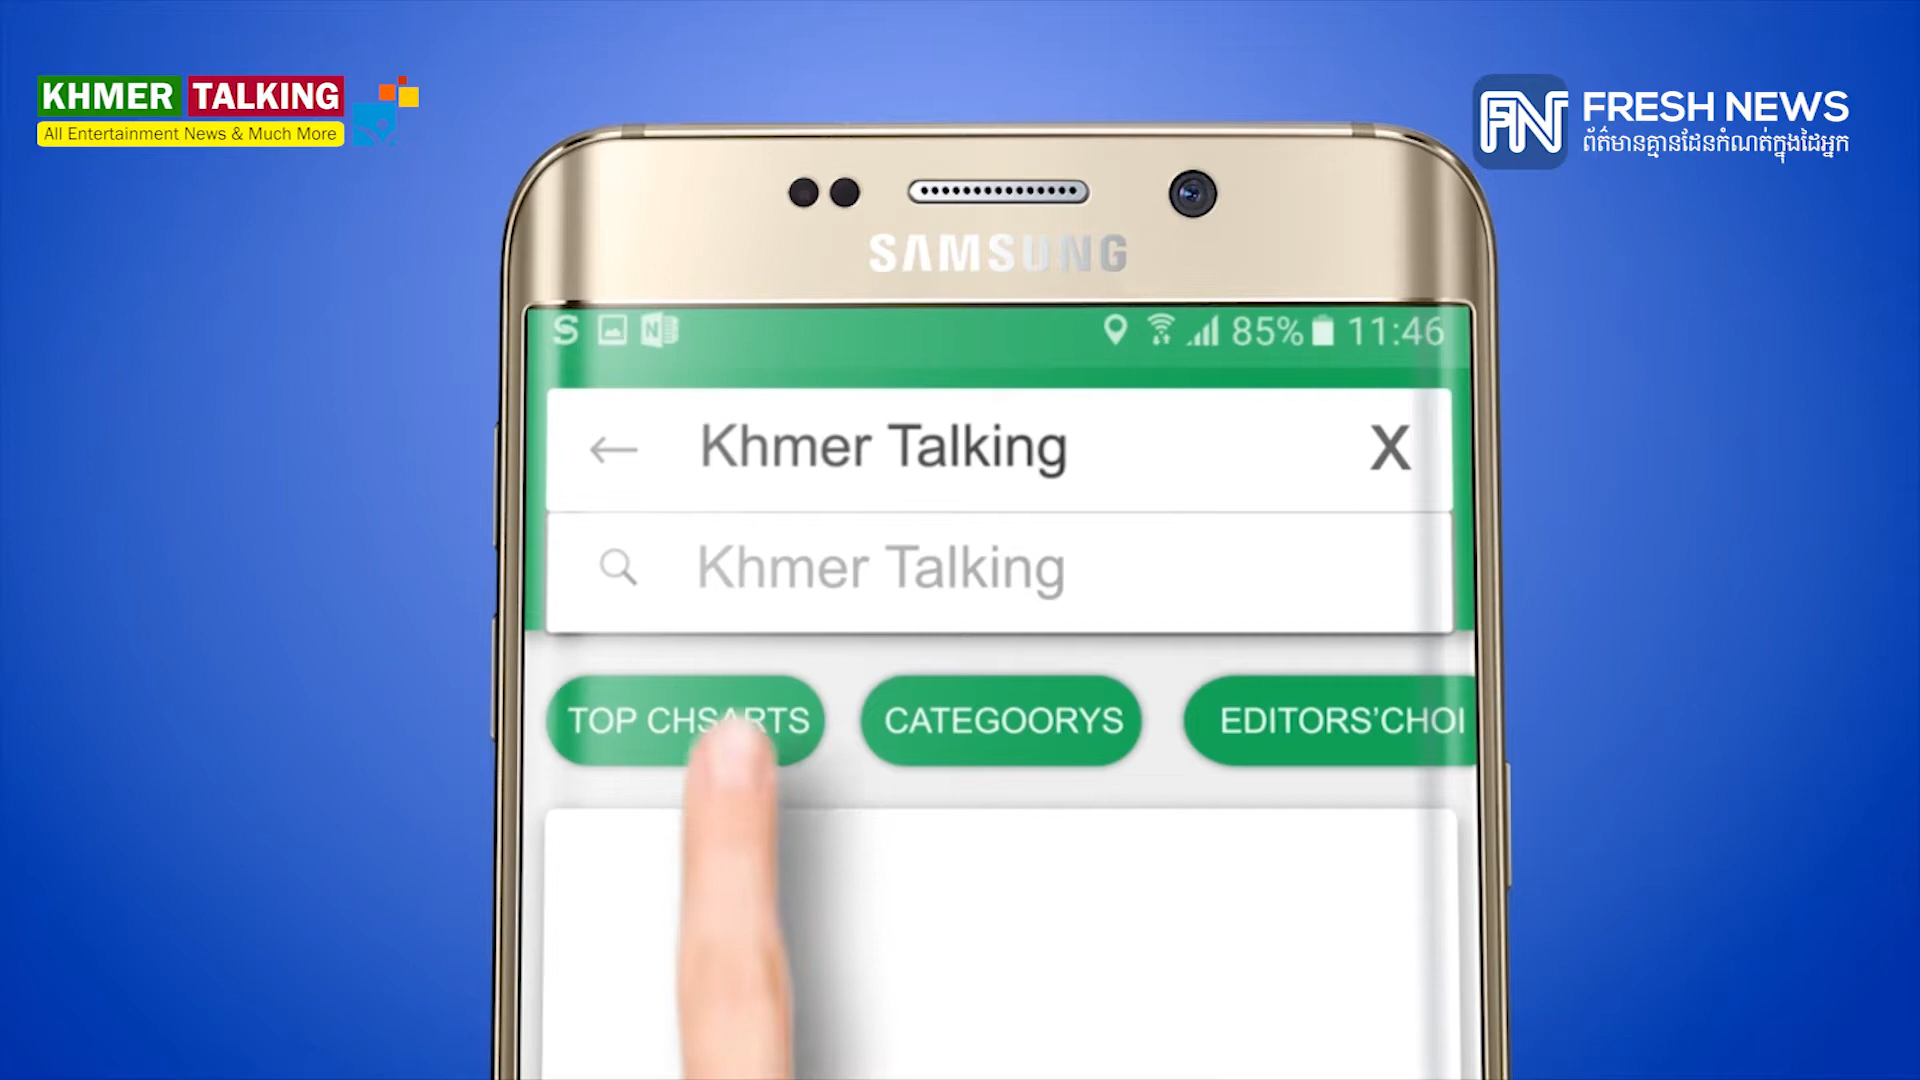 KHMER TALKING
All Entertainment News & Much More
FRESH NEWS
ព័ត៌មានគ្មានដែនកំណត់ក្នុងដៃអ្នក
SAMSUNG
S N 85% 11:46
Khmer Talking X
Khmer Talking
TOP CHSARTS CATEGOORYS EDITORS’CHOI